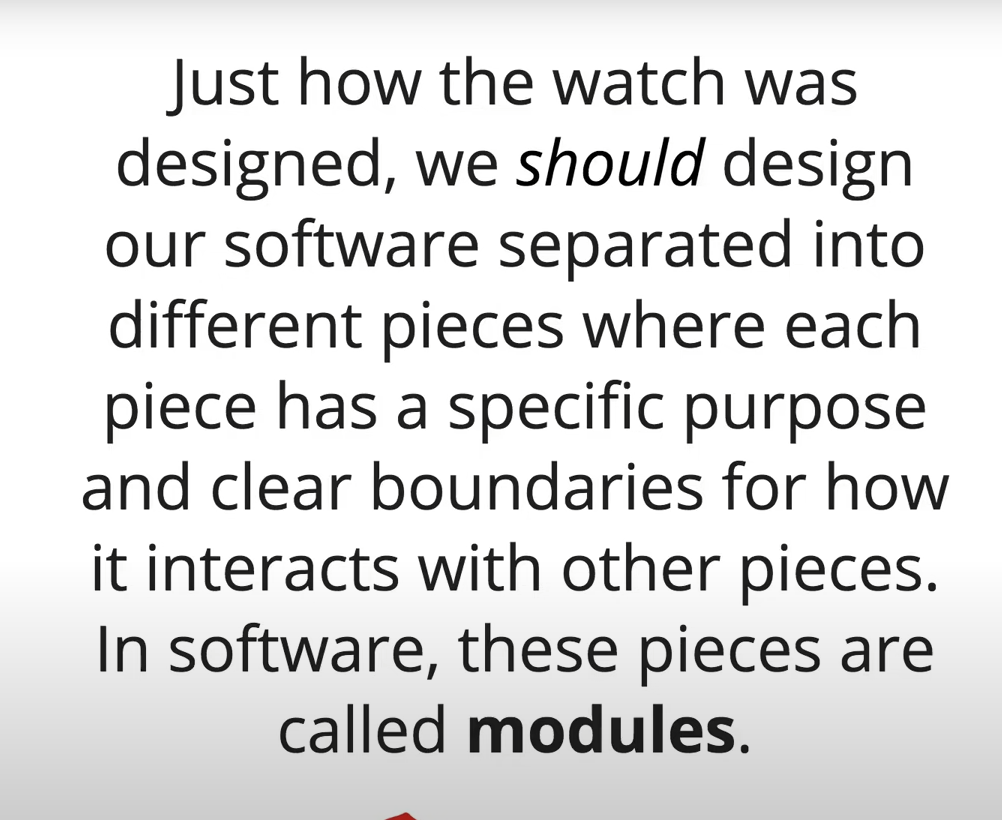 Just how the watch was
designed, we should design
our software separated into
different pieces where each
piece has a specific purpose
and clear boundaries for how
it interacts with other pieces.
In software, these pieces are
called modules.